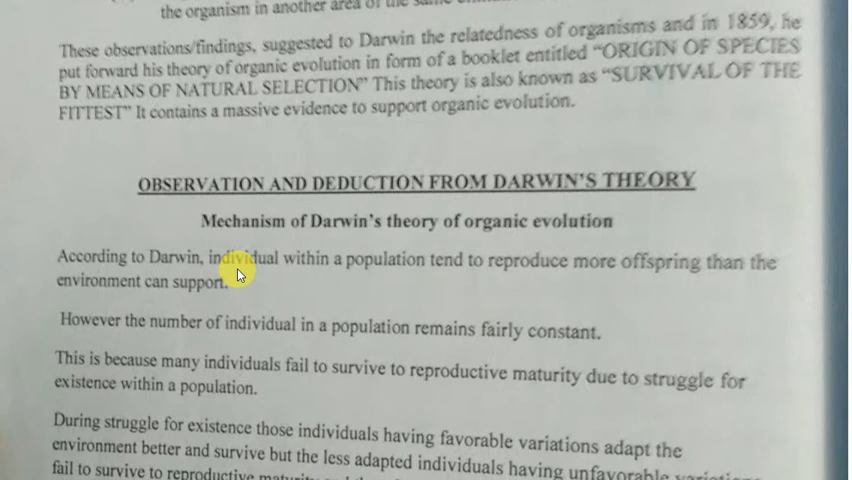 the organism in another area of the same
These observations/findings, suggested to Darwin the relatedness of organisms and in 1859, he
put forward his theory of organic evolution in form of a booklet entitled “ORIGIN OF SPECIES
BY MEANS OF NATURAL SELECTION” This theory is also known as “SURVIVAL OF THE
FITTEST” It contains a massive evidence to support organic evolution.
OBSERVATION AND DEDUCTION FROM DARWIN’S THEORY
Mechanism of Darwin’s theory of organic evolution
According to Darwin, individual within a population tend to reproduce more offspring than the
environment can support.
However the number of individual in a population remains fairly constant.
This is because many individuals fail to survive to reproductive maturity due to struggle for
existence within a population.
During struggle for existence those individuals having favorable variations adapt the
environment better and survive but the less adapted individuals having unfavorable variations
fail to survive to reproductive maturity and